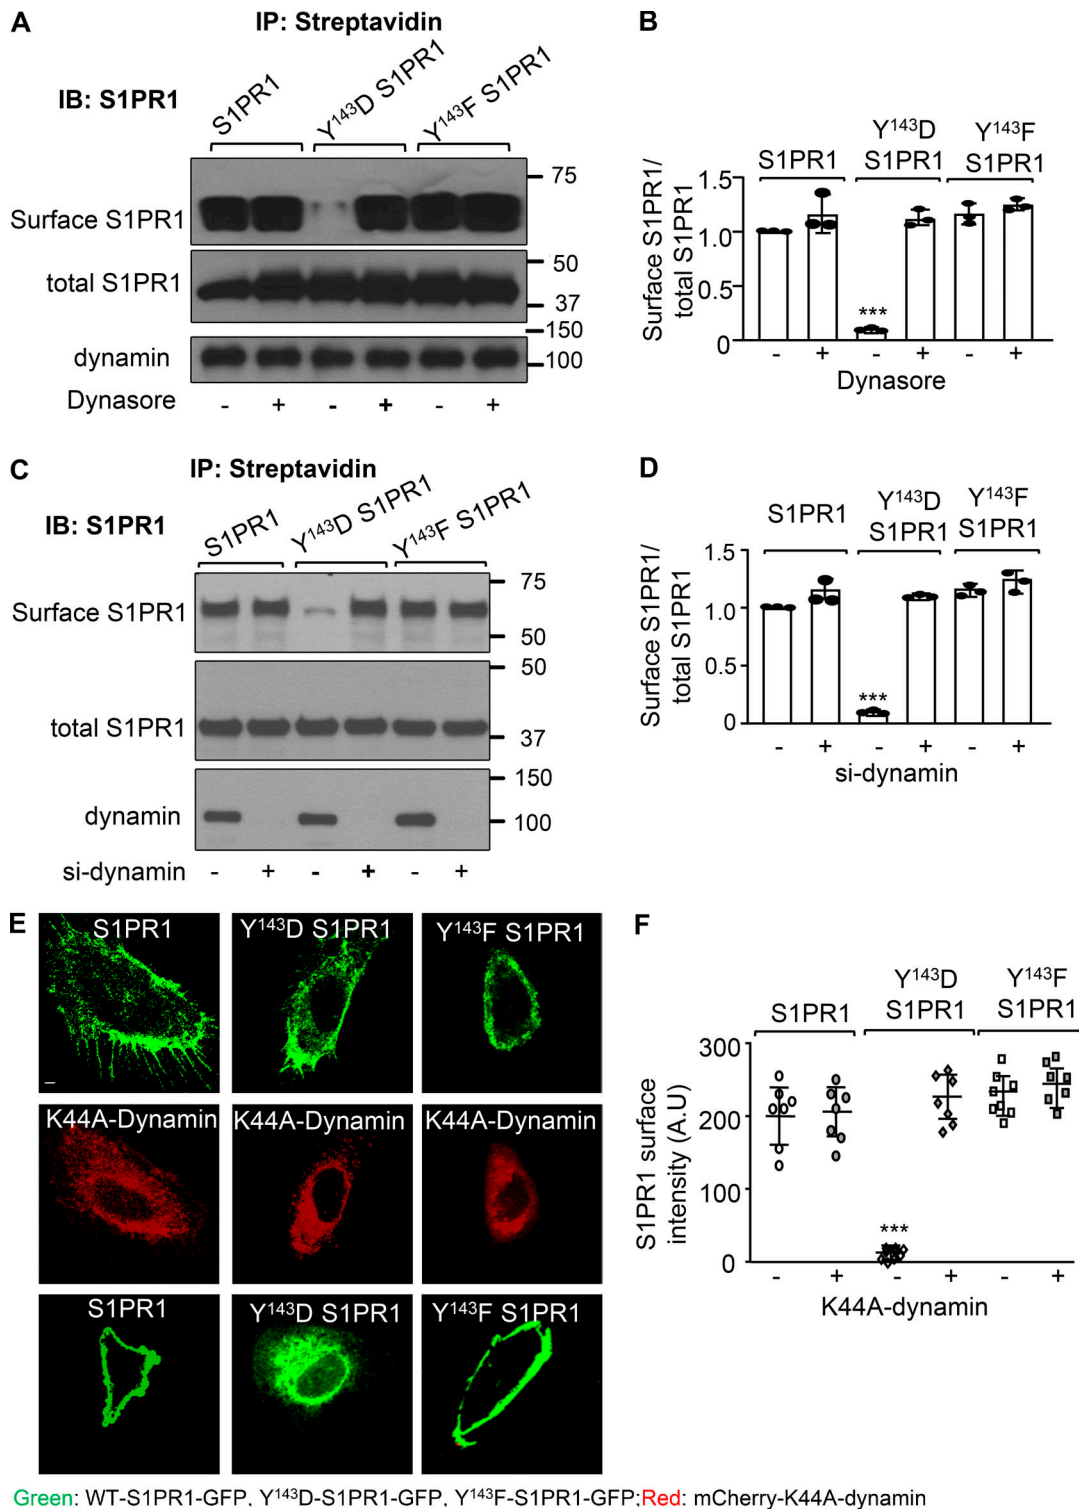 A
IP: Streptavidin
IB: S1PR1
S1PR1
Y¹⁴³D S1PR1
Y¹⁴³F S1PR1
75
Surface S1PR1
50
total S1PR1
37
150
dynamin
100
Dynasore
- + - + - +
B
S1PR1
Y¹⁴³D
S1PR1
Y¹⁴³F
S1PR1
Surface S1PR1/
total S1PR1
1.5
1.0
0.5
0
***
- + - + - +
Dynasore
C
IP: Streptavidin
IB: S1PR1
S1PR1
Y¹⁴³D S1PR1
Y¹⁴³F S1PR1
75
Surface S1PR1
50
50
total S1PR1
37
150
dynamin
100
si-dynamin
- + - + - +
D
S1PR1
Y¹⁴³D
S1PR1
Y¹⁴³F
S1PR1
Surface S1PR1/
total S1PR1
1.5
1.0
0.5
0
***
- + - + - +
si-dynamin
E
S1PR1
Y¹⁴³D S1PR1
Y¹⁴³F S1PR1
K44A-Dynamin
K44A-Dynamin
K44A-Dynamin
S1PR1
Y¹⁴³D S1PR1
Y¹⁴³F S1PR1
F
S1PR1
Y¹⁴³D
S1PR1
Y¹⁴³F
S1PR1
S1PR1 surface
intensity (A.U)
300
200
100
0
***
- + - + - +
K44A-dynamin
Green: WT-S1PR1-GFP, Y¹⁴³D-S1PR1-GFP, Y¹⁴³F-S1PR1-GFP;Red: mCherry-K44A-dynamin